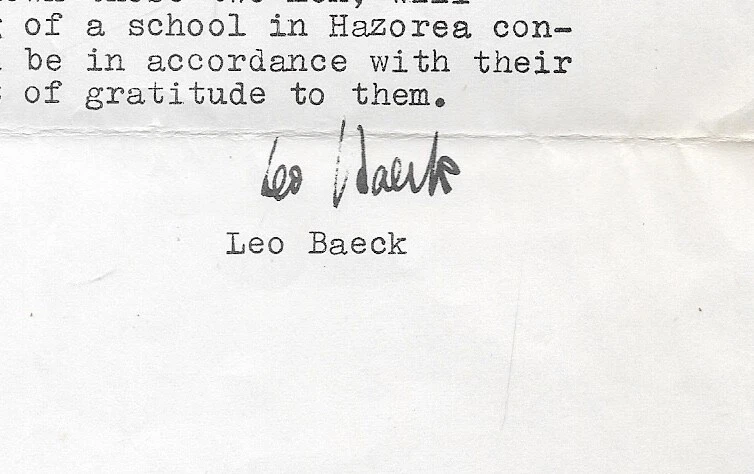 of a school in Hazorea con-
be in accordance with their
of gratitude to them.
Leo Baeck
Leo Baeck